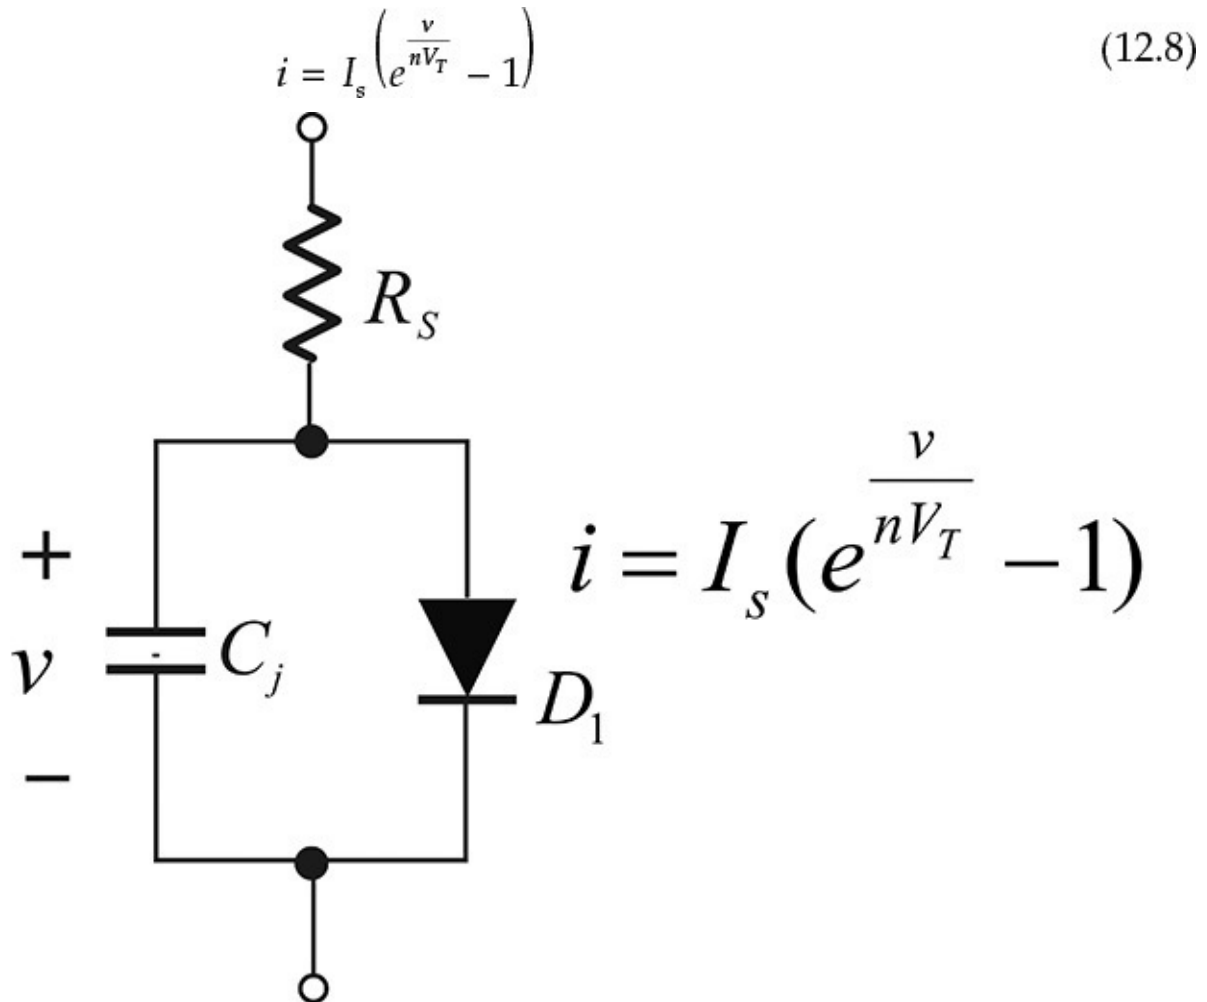 i = I_s(e^{v/nV_T} − 1)
(12.8)
R_S
+
v
−
C_j
D_1
i = I_s(e^{v/nV_T} − 1)